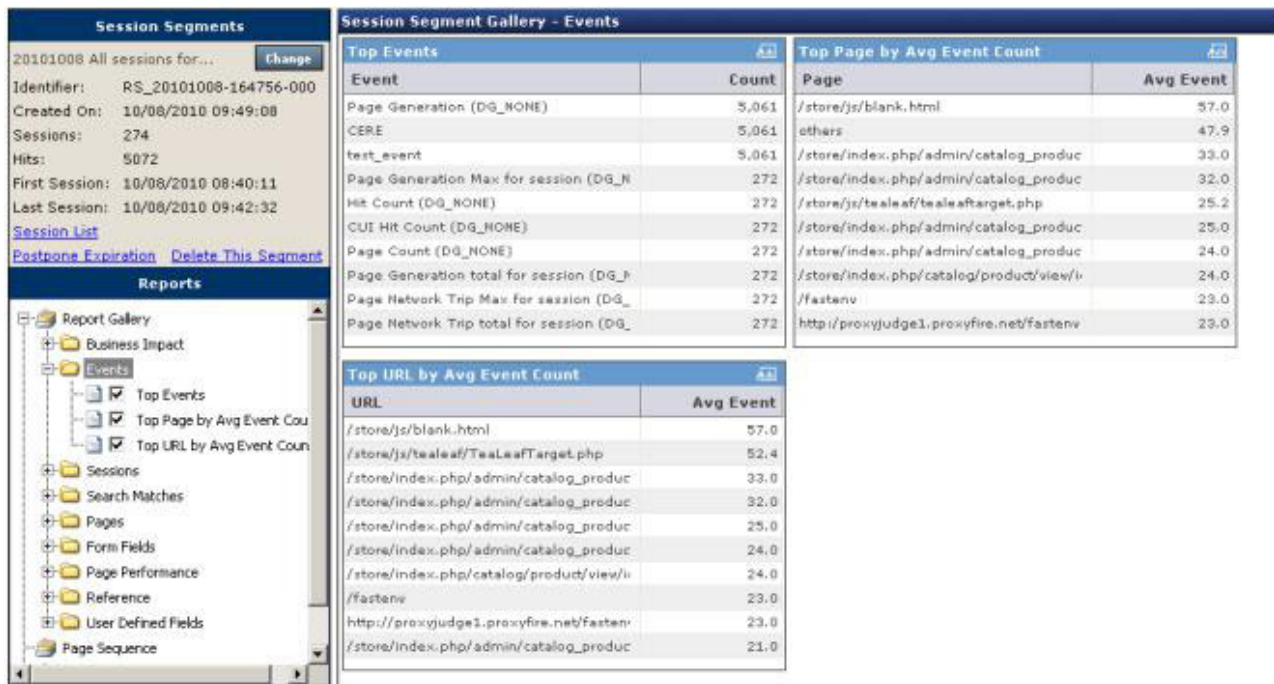 Session Segments
20101008 All sessions for... Change
Identifier: RS_20101008-164756-000
Created On: 10/08/2010 09:49:08
Sessions: 274
Hits: 5072
First Session: 10/08/2010 08:40:11
Last Session: 10/08/2010 09:42:32
Session List
Postpone Expiration Delete This Segment
Reports
Report Gallery
Business Impact
Events
Top Events
Top Page by Avg Event Cou
Top URL by Avg Event Coun
Sessions
Search Matches
Pages
Form Fields
Page Performance
Reference
User Defined Fields
Page Sequence
Session Segment Gallery - Events
Top Events
Event Count
Page Generation (DG_NONE) 5,061
CERE 5,061
test_event 5,061
Page Generation Max for session (DG_N 272
Hit Count (DG_NONE) 272
CUI Hit Count (DG_NONE) 272
Page Count (DG_NONE) 272
Page Generation total for session (DG_N 272
Page Network Trip Max for session (DG_ 272
Page Network Trip total for session (DG_ 272
Top Page by Avg Event Count
Page Avg Event
/store/js/blank.html 57.0
others 47.9
/store/index.php/admin/catalog_produc 33.0
/store/index.php/admin/catalog_produc 32.0
/store/js/tealeaf/tealeaftarget.php 25.2
/store/index.php/admin/catalog_produc 25.0
/store/index.php/admin/catalog_produc 24.0
/store/index.php/catalog/product/view/i 24.0
/fastenv 23.0
http://proxyjudge1.proxyfire.net/fastenv 23.0
Top URL by Avg Event Count
URL Avg Event
/store/js/blank.html 57.0
/store/js/tealeaf/TeaLeafTarget.php 52.4
/store/index.php/admin/catalog_produc 33.0
/store/index.php/admin/catalog_produc 32.0
/store/index.php/admin/catalog_produc 25.0
/store/index.php/admin/catalog_produc 24.0
/store/index.php/catalog/product/view/i 24.0
/fastenv 23.0
http://proxyjudge1.proxyfire.net/fastenv 23.0
/store/index.php/admin/catalog_produc 21.0